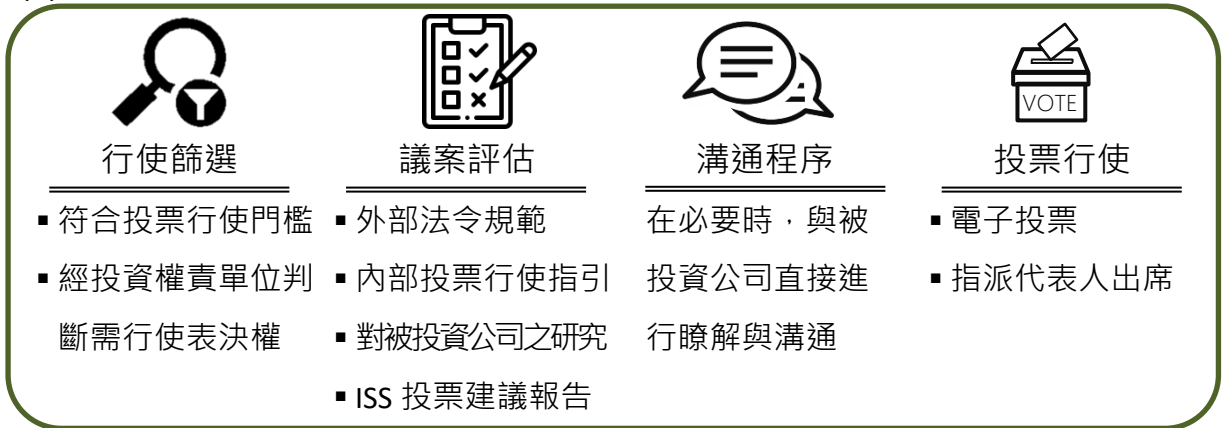 VOTE
行使篩選
▪ 符合投票行使門檻
▪ 經投資權責單位判
斷需行使表決權
議案評估
▪ 外部法令規範
▪ 內部投票行使指引
▪ 對被投資公司之研究
▪ ISS 投票建議報告
溝通程序
在必要時，與被
投資公司直接進
行瞭解與溝通
投票行使
▪ 電子投票
▪ 指派代表人出席